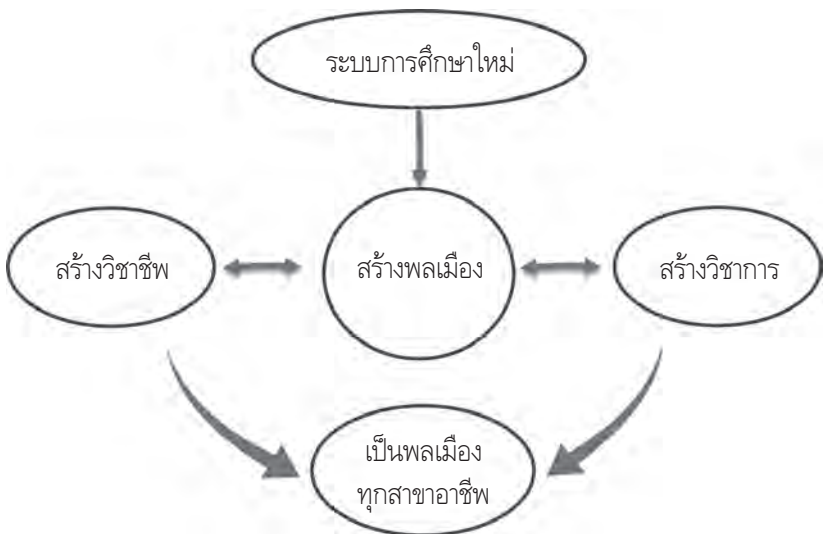 ระบบการศึกษาใหม่
สร้างวิชาชีพ
สร้างพลเมือง
สร้างวิชาการ
เป็นพลเมือง
ทุกสาขาอาชีพ